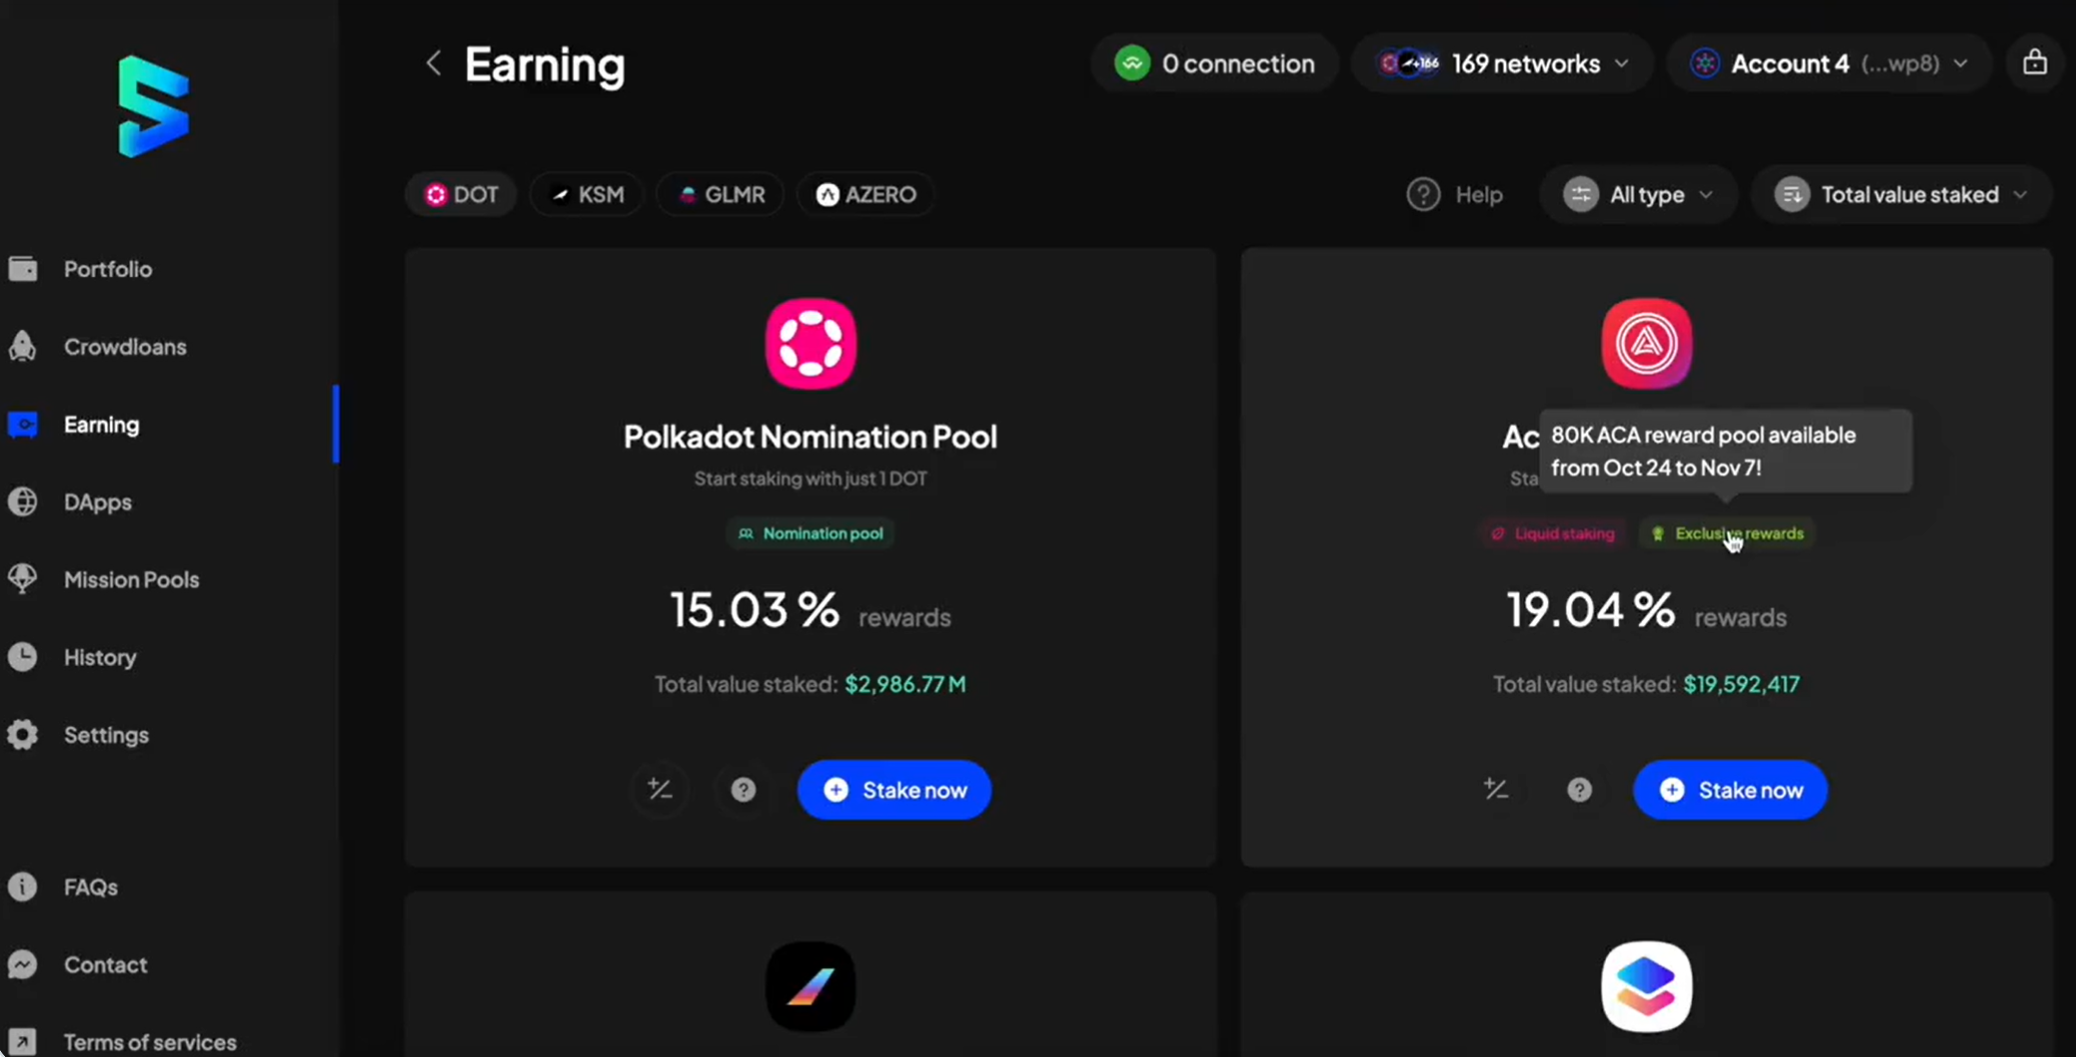 Earning
0 connection
+166
169 networks
Account 4 (...wp8)
DOT
KSM
GLMR
AZERO
Help
All type
Total value staked
Portfolio
Crowdloans
Earning
DApps
Mission Pools
History
Settings
FAQs
Contact
Terms of services
Polkadot Nomination Pool
Start staking with just 1 DOT
Nomination pool
15.03 % rewards
Total value staked: $2,986.77 M
Stake now
80K ACA reward pool available
from Oct 24 to Nov 7!
Liquid staking
Exclusive rewards
19.04 % rewards
Total value staked: $19,592,417
Stake now